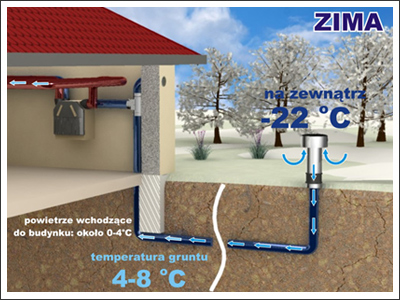 ZIMA
na zewnątrz
-22 °C
powietrze wchodzące
do budynku: około 0-4°C
temperatura gruntu
4-8 °C